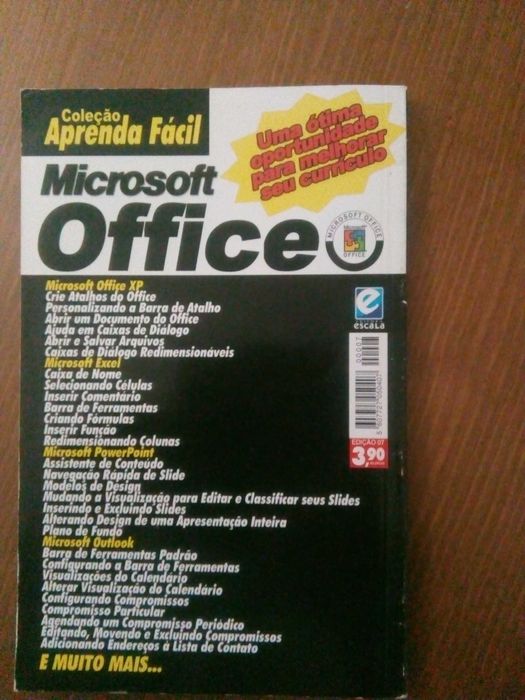 Coleção
Aprenda Fácil
Uma ótima
oportunidade
para melhorar
seu currículo
Microsoft
Office
MICROSOFT OFFICE
Microsoft
OFFICE
Microsoft Office XP
Crie Atalhos do Office
Personalizando a Barra de Atalho
Abrir um Documento do Office
Ajuda em Caixas de Diálogo
Abrir e Salvar Arquivos
Caixas de Diálogo Redimensionáveis
Microsoft Excel
Caixa de Nome
Selecionando Células
Inserir Comentário
Barra de Ferramentas
Criando Fórmulas
Inserir Função
Redimensionando Colunas
Microsoft PowerPoint
Assistente de Conteúdo
Navegação Rápida de Slide
Modelos de Design
Mudando a Visualização para Editar e Classificar seus Slides
Inserindo e Excluindo Slides
Alterando Design de uma Apresentação Inteira
Plano de Fundo
Microsoft Outlook
Barra de Ferramentas Padrão
Configurando a Barra de Ferramentas
Visualizações do Calendário
Alterar Visualização do Calendário
Configurando Compromissos
Compromisso Particular
Agendando um Compromisso Periódico
Editando, Movendo e Excluindo Compromissos
Adicionando Endereços à Lista de Contato
E MUITO MAIS...
e
escala
00007
EDIÇÃO 07
3,90